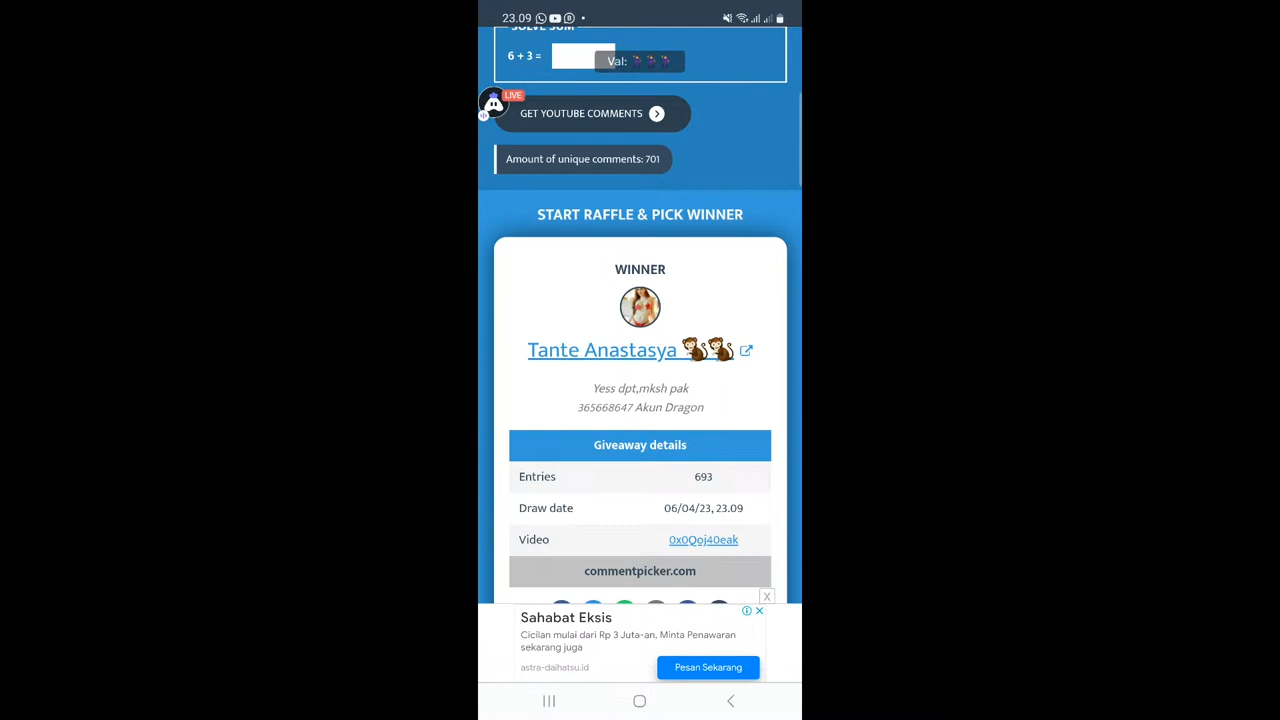 23.09
SOLVE SUM
6 + 3 =
Val:
LIVE
GET YOUTUBE COMMENTS
Amount of unique comments: 701
START RAFFLE & PICK WINNER
WINNER
Tante Anastasya 🐒🐒
Yess dpt,mksh pak
365668647 Akun Dragon
Giveaway details
Entries 693
Draw date 06/04/23, 23.09
Video 0x0Qoj40eak
commentpicker.com
X
Sahabat Eksis
Cicilan mulai dari Rp 3 Juta-an, Minta Penawaran
sekarang juga
astra-daihatsu.id
Pesan Sekarang